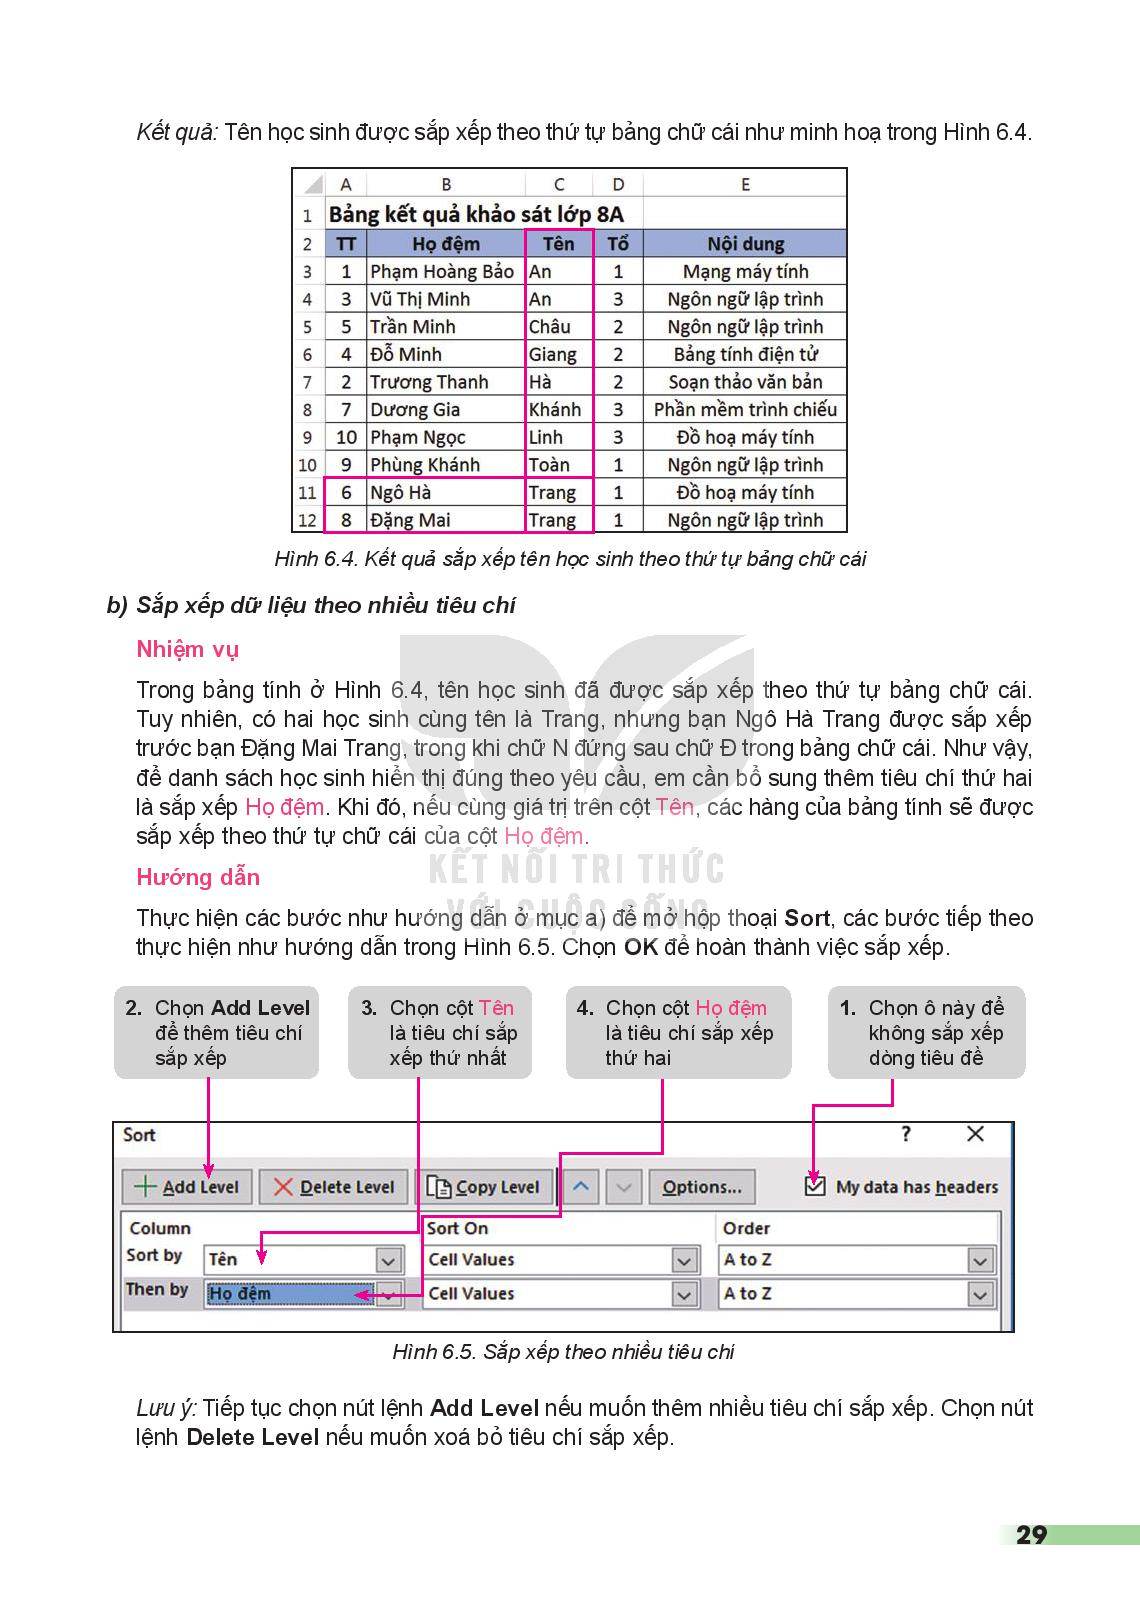 Kết quả: Tên học sinh được sắp xếp theo thứ tự bảng chữ cái như minh hoạ trong Hình 6.4.
A B C D E
1 Bảng kết quả khảo sát lớp 8A
2 TT Họ đệm Tên Tổ Nội dung
3 1 Phạm Hoàng Bảo An 1 Mạng máy tính
4 3 Vũ Thị Minh An 3 Ngôn ngữ lập trình
5 5 Trần Minh Châu 2 Ngôn ngữ lập trình
6 4 Đỗ Minh Giang 2 Bảng tính điện tử
7 2 Trương Thanh Hà 2 Soạn thảo văn bản
8 7 Dương Gia Khánh 3 Phần mềm trình chiếu
9 10 Phạm Ngọc Linh 3 Đồ hoạ máy tính
10 9 Phùng Khánh Toàn 1 Ngôn ngữ lập trình
11 6 Ngô Hà Trang 1 Đồ hoạ máy tính
12 8 Đặng Mai Trang 1 Ngôn ngữ lập trình
Hình 6.4. Kết quả sắp xếp tên học sinh theo thứ tự bảng chữ cái
b) Sắp xếp dữ liệu theo nhiều tiêu chí
Nhiệm vụ
Trong bảng tính ở Hình 6.4, tên học sinh đã được sắp xếp theo thứ tự bảng chữ cái.
Tuy nhiên, có hai học sinh cùng tên là Trang, nhưng bạn Ngô Hà Trang được sắp xếp
trước bạn Đặng Mai Trang, trong khi chữ N đứng sau chữ Đ trong bảng chữ cái. Như vậy,
để danh sách học sinh hiển thị đúng theo yêu cầu, em cần bổ sung thêm tiêu chí thứ hai
là sắp xếp Họ đệm. Khi đó, nếu cùng giá trị trên cột Tên, các hàng của bảng tính sẽ được
sắp xếp theo thứ tự chữ cái của cột Họ đệm.
KẾT NỐI TRI THỨC
VỚI CUỘC SỐNG
Hướng dẫn
Thực hiện các bước như hướng dẫn ở mục a) để mở hộp thoại Sort, các bước tiếp theo
thực hiện như hướng dẫn trong Hình 6.5. Chọn OK để hoàn thành việc sắp xếp.
2. Chọn Add Level
để thêm tiêu chí
sắp xếp
3. Chọn cột Tên
là tiêu chí sắp
xếp thứ nhất
4. Chọn cột Họ đệm
là tiêu chí sắp xếp
thứ hai
1. Chọn ô này để
không sắp xếp
dòng tiêu đề
Sort ? ✕
Add Level Delete Level Copy Level Options... My data has headers
Column Sort On Order
Sort by Tên Cell Values A to Z
Then by Họ đệm Cell Values A to Z
Hình 6.5. Sắp xếp theo nhiều tiêu chí
Lưu ý: Tiếp tục chọn nút lệnh Add Level nếu muốn thêm nhiều tiêu chí sắp xếp. Chọn nút
lệnh Delete Level nếu muốn xoá bỏ tiêu chí sắp xếp.
29